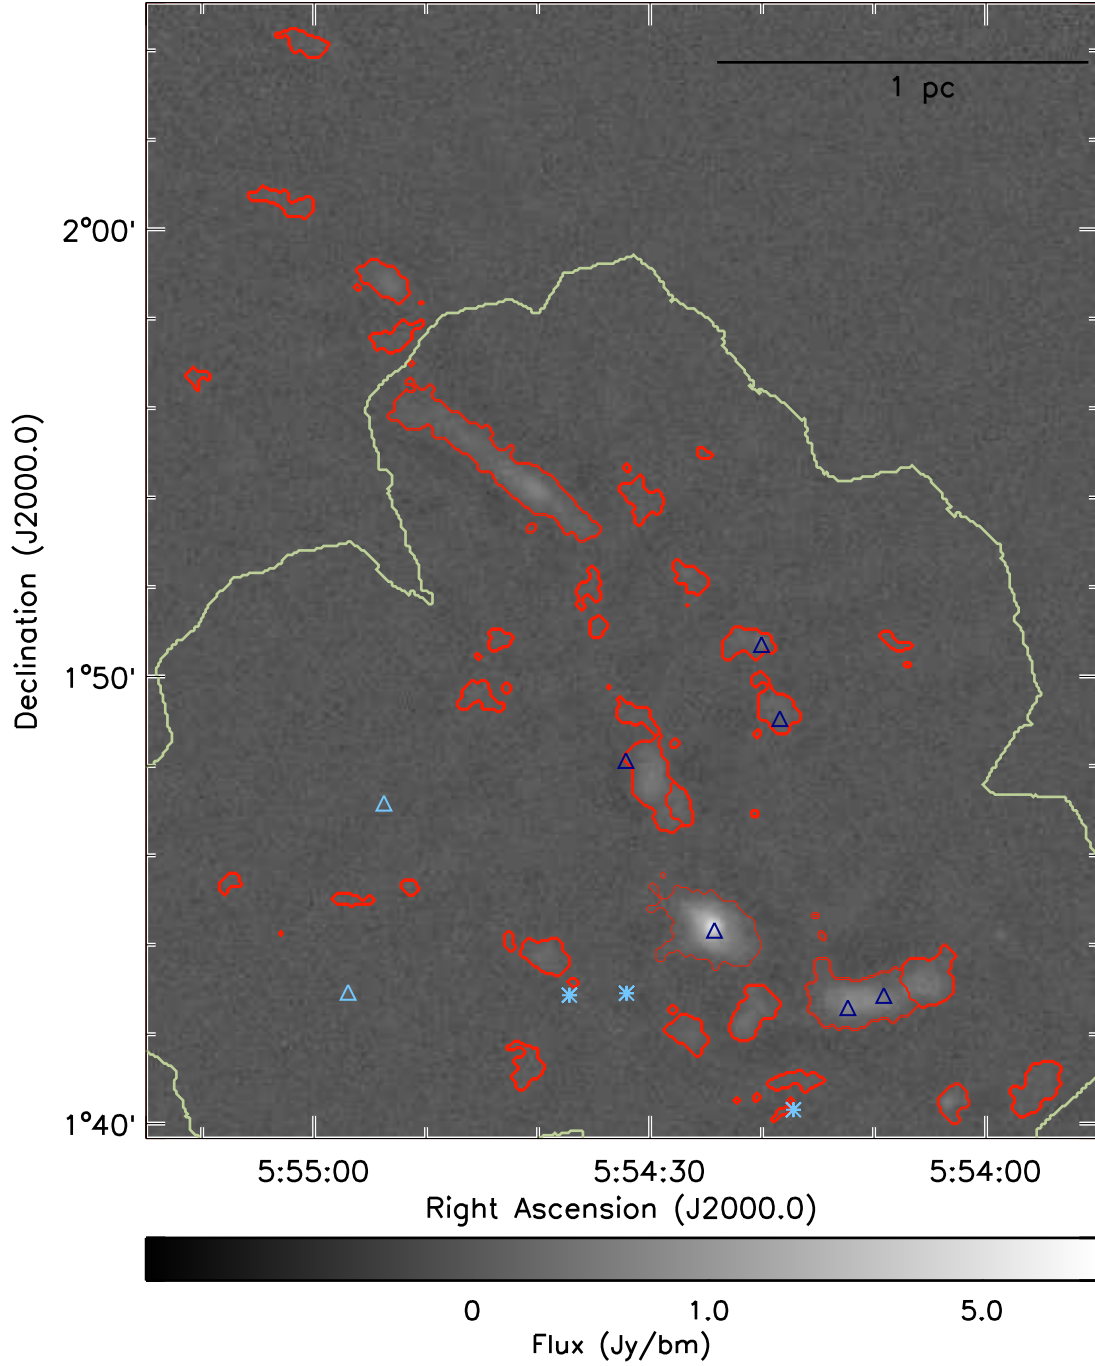 1 pc
2°00'
1°50'
1°40'
Declination (J2000.0)
5:55:00 5:54:30 5:54:00
Right Ascension (J2000.0)
0 1.0 5.0
Flux (Jy/bm)